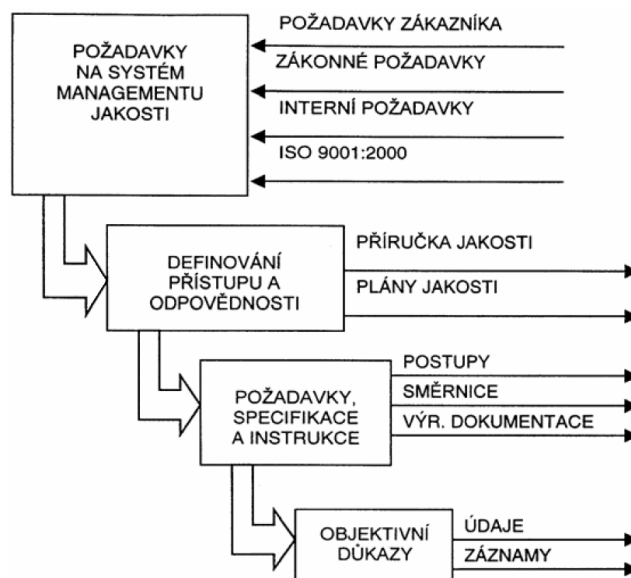 POŽADAVKY
NA SYSTÉM
MANAGEMENTU
JAKOSTI
POŽADAVKY ZÁKAZNÍKA
ZÁKONNÉ POŽADAVKY
INTERNÍ POŽADAVKY
ISO 9001:2000
DEFINOVÁNÍ
PŘÍSTUPU A
ODPOVĚDNOSTI
PŘÍRUČKA JAKOSTI
PLÁNY JAKOSTI
POŽADAVKY,
SPECIFIKACE
A INSTRUKCE
POSTUPY
SMĚRNICE
VÝR. DOKUMENTACE
OBJEKTIVNÍ
DŮKAZY
ÚDAJE
ZÁZNAMY